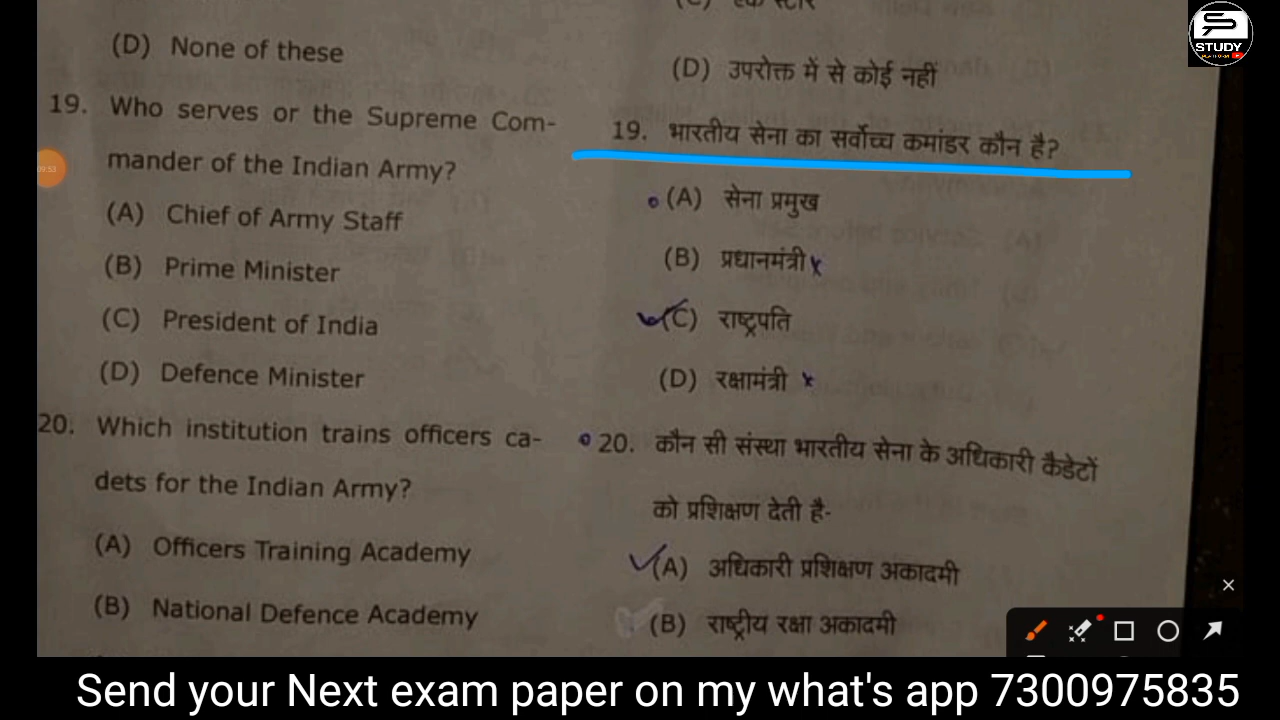 (D) None of these
19. Who serves or the Supreme Com-
mander of the Indian Army?
(A) Chief of Army Staff
(B) Prime Minister
(C) President of India
(D) Defence Minister
20. Which institution trains officers ca-
dets for the Indian Army?
(A) Officers Training Academy
(B) National Defence Academy
(D) उपरोक्त में से कोई नहीं
19. भारतीय सेना का सर्वोच्च कमांडर कौन है?
(A) सेना प्रमुख
(B) प्रधानमंत्री
(C) राष्ट्रपति
(D) रक्षामंत्री
20. कौन सी संस्था भारतीय सेना के अधिकारी कैडेटों
को प्रशिक्षण देती है-
(A) अधिकारी प्रशिक्षण अकादमी
(B) राष्ट्रीय रक्षा अकादमी
SP
STUDY
09:53
Send your Next exam paper on my what's app 7300975835